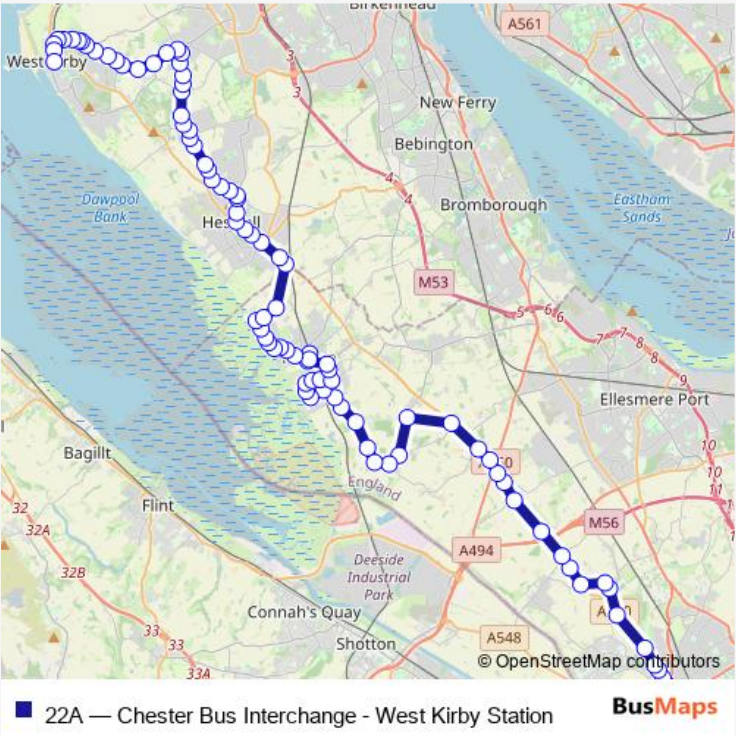 Birkenhead
A561
3
West Kirby
3
New Ferry
Bebington
4
4
Dawpool
Bank
Bromborough
Eastham
Sands
M53
5 6 6
7 7 8
8
9
Ellesmere Port
10
10
11
Bagillt
England
Flint
32
32A
M56
A494
32B
Deeside
Industrial
Park
Connah's Quay
33
33
Shotton
A548
33A
© OpenStreetMap contributors
22A — Chester Bus Interchange - West Kirby Station
BusMaps